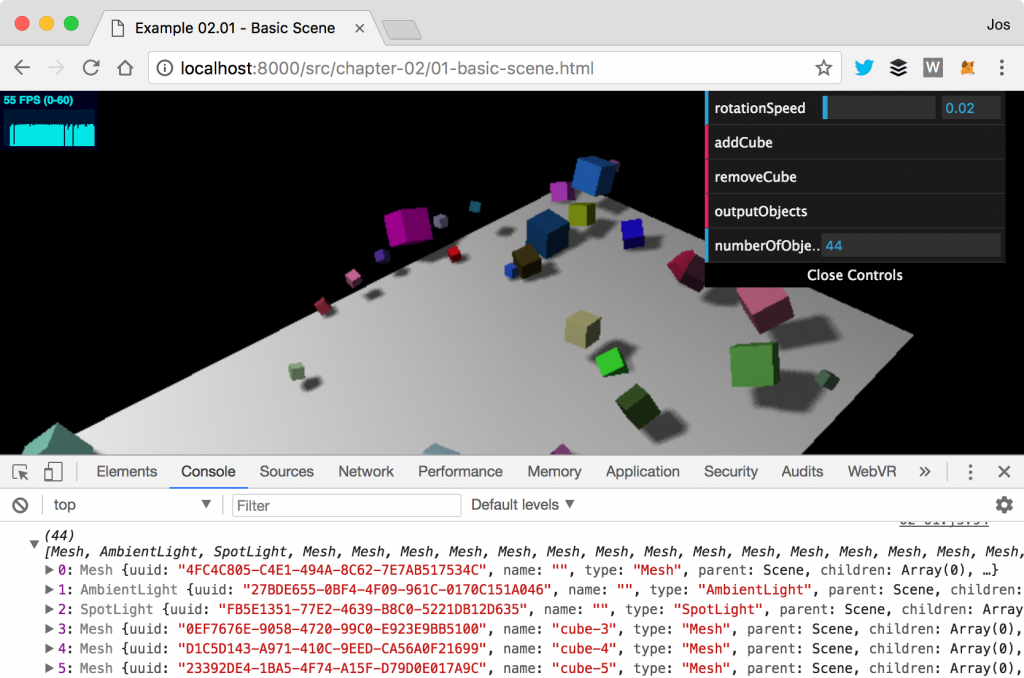 Example 02.01 - Basic Scene
Jos
localhost:8000/src/chapter-02/01-basic-scene.html
W
55 FPS (0-60)
rotationSpeed 0.02
addCube
removeCube
outputObjects
numberOfObje.. 44
Close Controls
Elements Console Sources Network Performance Memory Application Security Audits WebVR »
top Filter Default levels
(44)
[Mesh, AmbientLight, SpotLight, Mesh, Mesh, Mesh, Mesh, Mesh, Mesh, Mesh, Mesh, Mesh, Mesh, Mesh, Mesh, Mesh, Mesh, Mesh,
0: Mesh {uuid: "4FC4C805-C4E1-494A-8C62-7E7AB517534C", name: "", type: "Mesh", parent: Scene, children: Array(0), …}
1: AmbientLight {uuid: "27BDE655-0BF4-4F09-961C-0170C151A046", name: "", type: "AmbientLight", parent: Scene, children:
2: SpotLight {uuid: "FB5E1351-77E2-4639-B8C0-5221DB12D635", name: "", type: "SpotLight", parent: Scene, children: Array
3: Mesh {uuid: "0EF7676E-9058-4720-99C0-E923E9BB5100", name: "cube-3", type: "Mesh", parent: Scene, children: Array(0),
4: Mesh {uuid: "D1C5D143-A971-410C-9EED-CA56A0F21699", name: "cube-4", type: "Mesh", parent: Scene, children: Array(0),
5: Mesh {uuid: "23392DE4-1BA5-4F74-A15F-D79D0E017A9C", name: "cube-5", type: "Mesh", parent: Scene, children: Array(0),